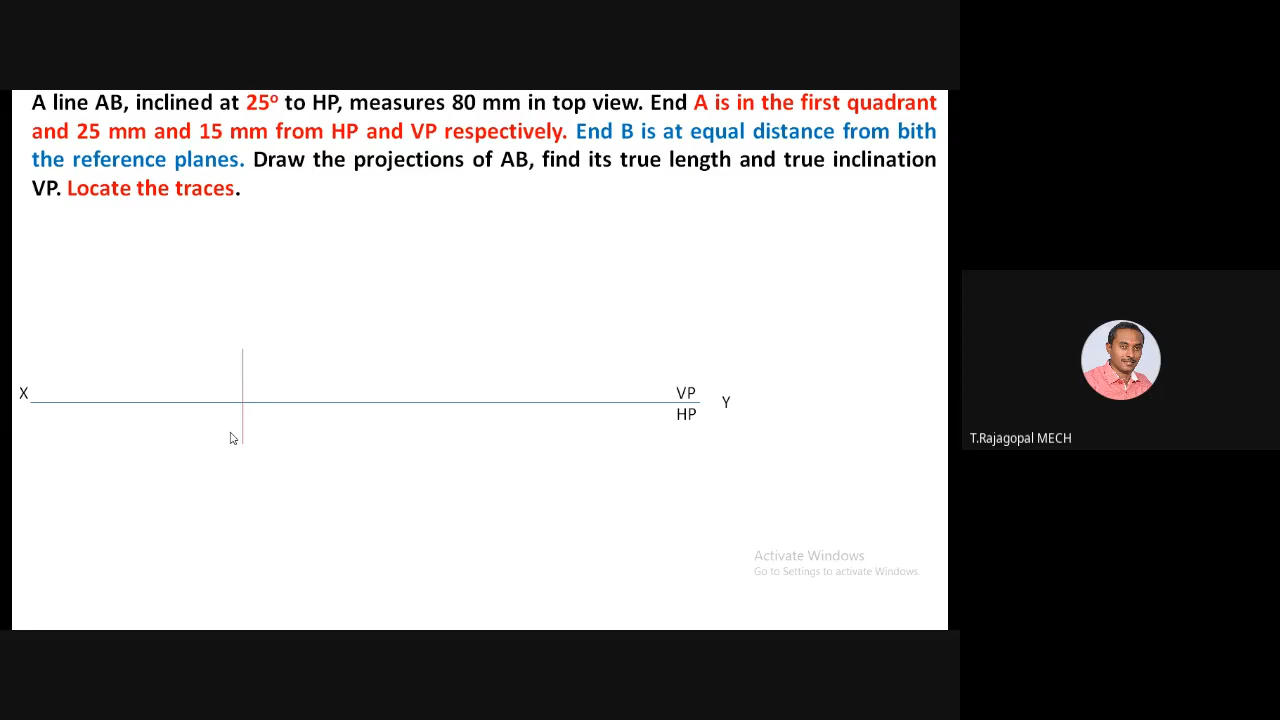 A line AB, inclined at 25º to HP, measures 80 mm in top view. End A is in the first quadrant
and 25 mm and 15 mm from HP and VP respectively. End B is at equal distance from bith
the reference planes. Draw the projections of AB, find its true length and true inclination
VP. Locate the traces.
X
VP
HP
Y
T.Rajagopal MECH
Activate Windows
Go to Settings to activate Windows.